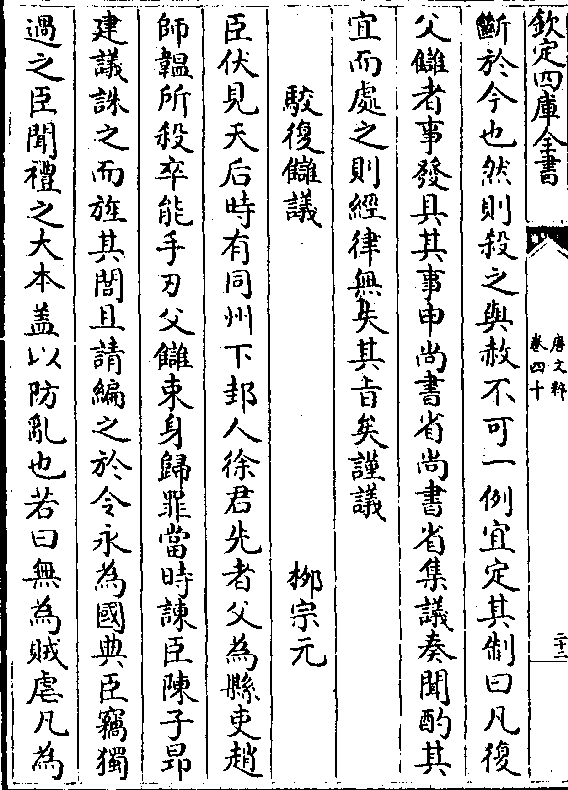 欽定四庫全書
唐文粹
卷四十
二十二
斷於今也然則殺之與赦不可一例宜定其制曰凡復
父讎者事發具其事申尚書省尚書省集議奏聞酌其
宜而處之則經律無失其旨矣謹議
駮復讎議
栁宗元
臣伏見天后時有同州下邽人徐君先者父為縣吏趙
師韞所殺卒能手刃父讎束身歸罪當時諫臣陳子昂
建議誅之而旌其閭且請編之於令永為國典臣竊獨
過之臣聞禮之大本盖以防亂也若曰無為賊虐凡為